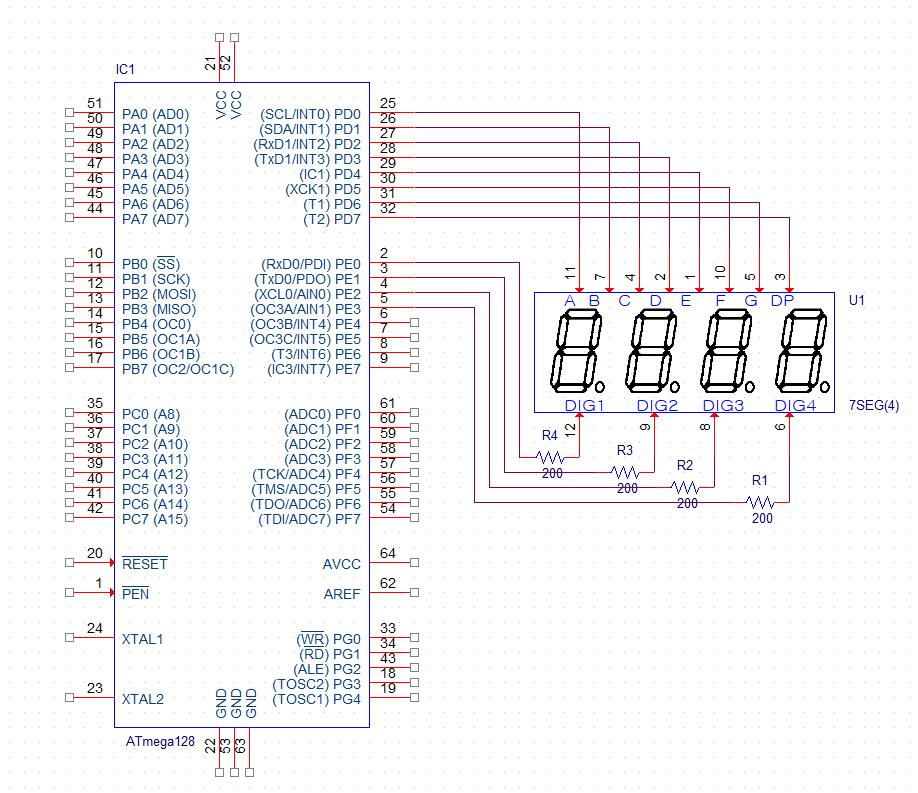 21
52
IC1
VCC
VCC
51 PA0 (AD0) (SCL/INT0) PD0 25
50 PA1 (AD1) (SDA/INT1) PD1 26
49 PA2 (AD2) (RxD1/INT2) PD2 27
48 PA3 (AD3) (TxD1/INT3) PD3 28
47 PA4 (AD4) (IC1) PD4 29
46 PA5 (AD5) (XCK1) PD5 30
45 PA6 (AD6) (T1) PD6 31
44 PA7 (AD7) (T2) PD7 32
10 PB0 (SS) (RxD0/PDI) PE0 2
11 PB1 (SCK) (TxD0/PDO) PE1 3
12 PB2 (MOSI) (XCL0/AIN0) PE2 4
13 PB3 (MISO) (OC3A/AIN1) PE3 5
14 PB4 (OC0) (OC3B/INT4) PE4 6
15 PB5 (OC1A) (OC3C/INT5) PE5 7
16 PB6 (OC1B) (T3/INT6) PE6 8
17 PB7 (OC2/OC1C) (IC3/INT7) PE7 9
35 PC0 (A8) (ADC0) PF0 61
36 PC1 (A9) (ADC1) PF1 60
37 PC2 (A10) (ADC2) PF2 59
38 PC3 (A11) (ADC3) PF3 58
39 PC4 (A12) (TCK/ADC4) PF4 57
40 PC5 (A13) (TMS/ADC5) PF5 56
41 PC6 (A14) (TDO/ADC6) PF6 55
42 PC7 (A15) (TDI/ADC7) PF7 54
20 RESET AVCC 64
1 PEN AREF 62
24 XTAL1 (WR) PG0 33
(RD) PG1 34
(ALE) PG2 43
(TOSC2) PG3 18
23 XTAL2 (TOSC1) PG4 19
GND
GND
GND
ATmega128
22
53
63
11 7 4 2 1 10 5 3
A B C D E F G DP
U1
8. 8. 8. 8.
DIG1 DIG2 DIG3 DIG4
7SEG(4)
12 9 8 6
R4
200
R3
200
R2
200
R1
200